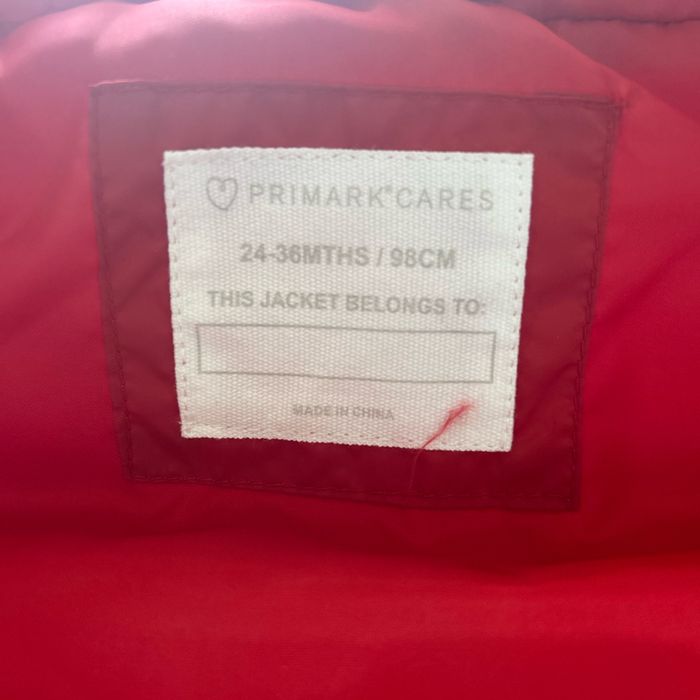 PRIMARK®CARES
24-36MTHS / 98CM
THIS JACKET BELONGS TO:
MADE IN CHINA